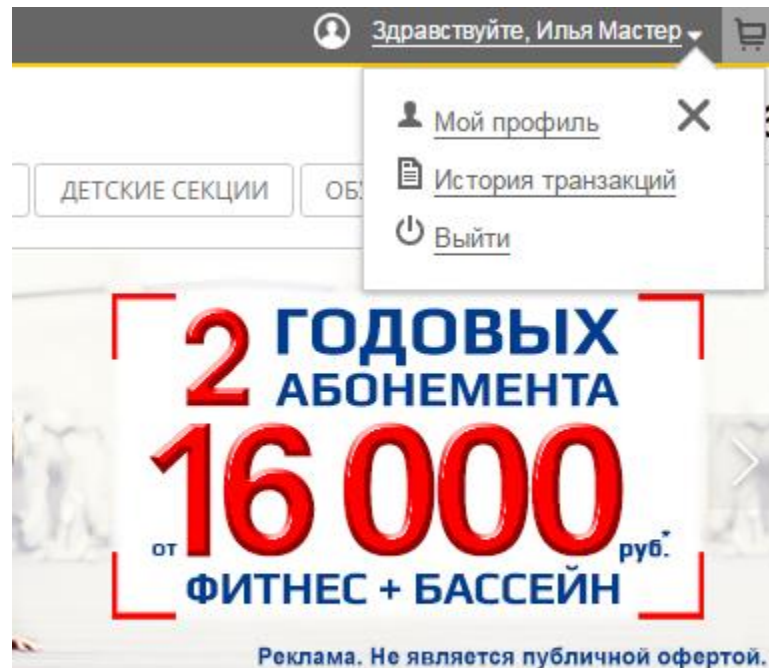 Здравствуйте, Илья Мастер
Мой профиль
История транзакций
Выйти
ДЕТСКИЕ СЕКЦИИ
2 ГОДОВЫХ
АБОНЕМЕНТА
от 16 000 руб.*
ФИТНЕС + БАССЕЙН
Реклама. Не является публичной офертой.